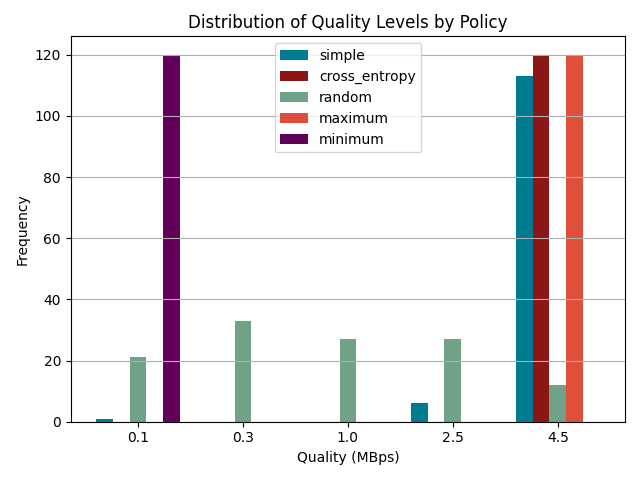 Distribution of Quality Levels by Policy
simple
cross_entropy
random
maximum
minimum
Frequency
120
100
80
60
40
20
0
0.1 0.3 1.0 2.5 4.5
Quality (MBps)